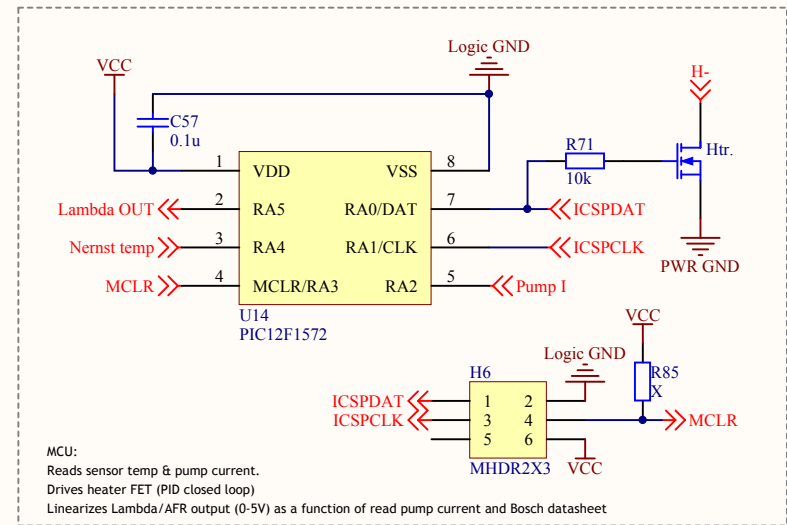 Logic GND
VCC
H-
C57
0.1u
R71
10k
Htr.
1 VDD VSS 8
Lambda OUT 2 RA5 RA0/DAT 7 ICSPDAT
Nernst temp 3 RA4 RA1/CLK 6 ICSPCLK
MCLR 4 MCLR/RA3 RA2 5 Pump I
PWR GND
U14
PIC12F1572
VCC
Logic GND
H6
R85
X
ICSPDAT 1 2
ICSPCLK 3 4 MCLR
5 6
MHDR2X3
VCC
MCU:
Reads sensor temp & pump current.
Drives heater FET (PID closed loop)
Linearizes Lambda/AFR output (0-5V) as a function of read pump current and Bosch datasheet